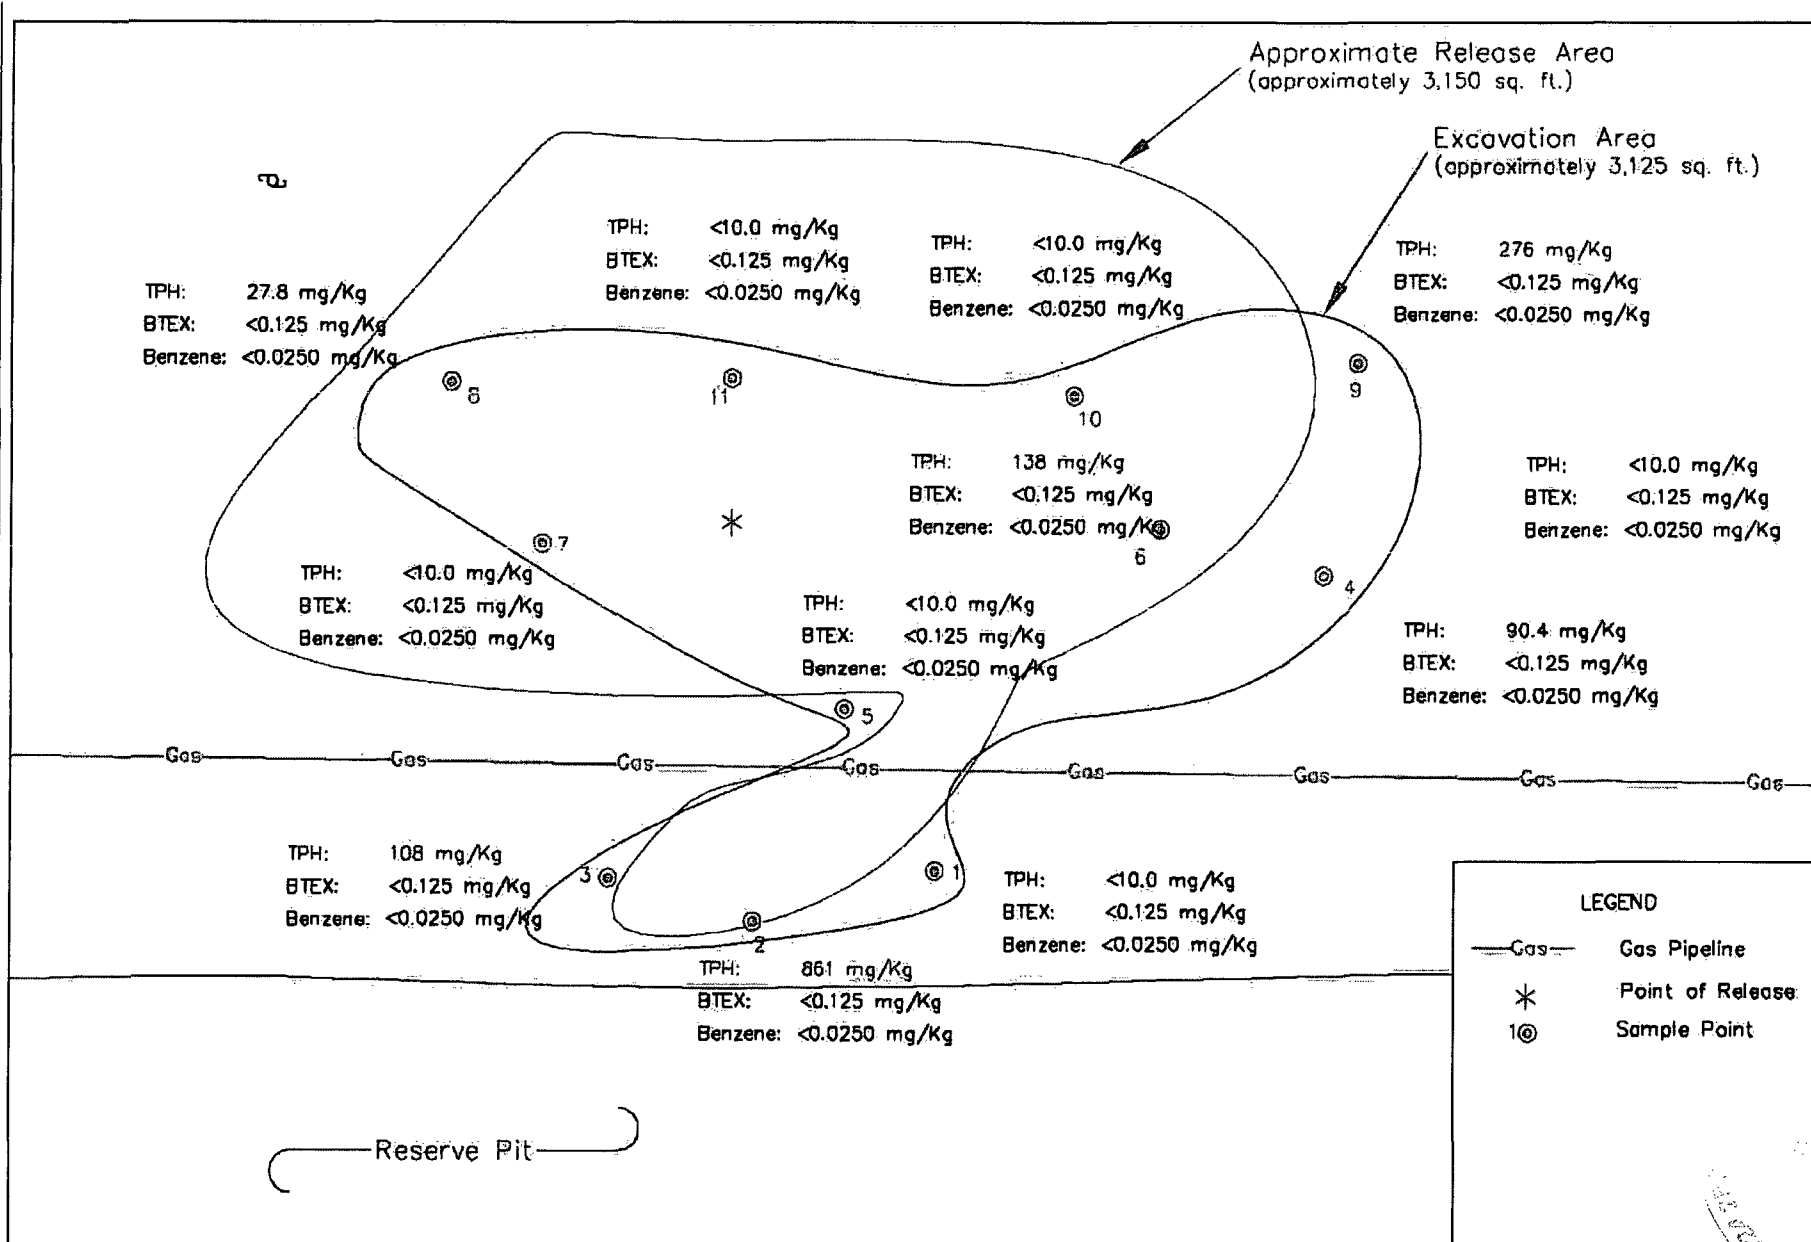 Approximate Release Area
(approximately 3,150 sq. ft.)
Excavation Area
(approximately 3,125 sq. ft.)
TPH: <10.0 mg/Kg
BTEX: <0.125 mg/Kg
Benzene: <0.0250 mg/Kg
TPH: <10.0 mg/Kg
BTEX: <0.125 mg/Kg
Benzene: <0.0250 mg/Kg
TPH: 276 mg/Kg
BTEX: <0.125 mg/Kg
Benzene: <0.0250 mg/Kg
TPH: 27.8 mg/Kg
BTEX: <0.125 mg/Kg
Benzene: <0.0250 mg/Kg
8
11
10
9
TPH: 138 mg/Kg
BTEX: <0.125 mg/Kg
Benzene: <0.0250 mg/Kg
6
TPH: <10.0 mg/Kg
BTEX: <0.125 mg/Kg
Benzene: <0.0250 mg/Kg
7
4
TPH: <10.0 mg/Kg
BTEX: <0.125 mg/Kg
Benzene: <0.0250 mg/Kg
TPH: <10.0 mg/Kg
BTEX: <0.125 mg/Kg
Benzene: <0.0250 mg/Kg
TPH: 90.4 mg/Kg
BTEX: <0.125 mg/Kg
Benzene: <0.0250 mg/Kg
5
Gas Gas Gas Gas Gas Gas Gas Gas
TPH: 108 mg/Kg
BTEX: <0.125 mg/Kg
Benzene: <0.0250 mg/Kg
3
1
2
TPH: <10.0 mg/Kg
BTEX: <0.125 mg/Kg
Benzene: <0.0250 mg/Kg
TPH: 861 mg/Kg
BTEX: <0.125 mg/Kg
Benzene: <0.0250 mg/Kg
LEGEND
Gas Gas Pipeline
Point of Release
1 Sample Point
Reserve Pit